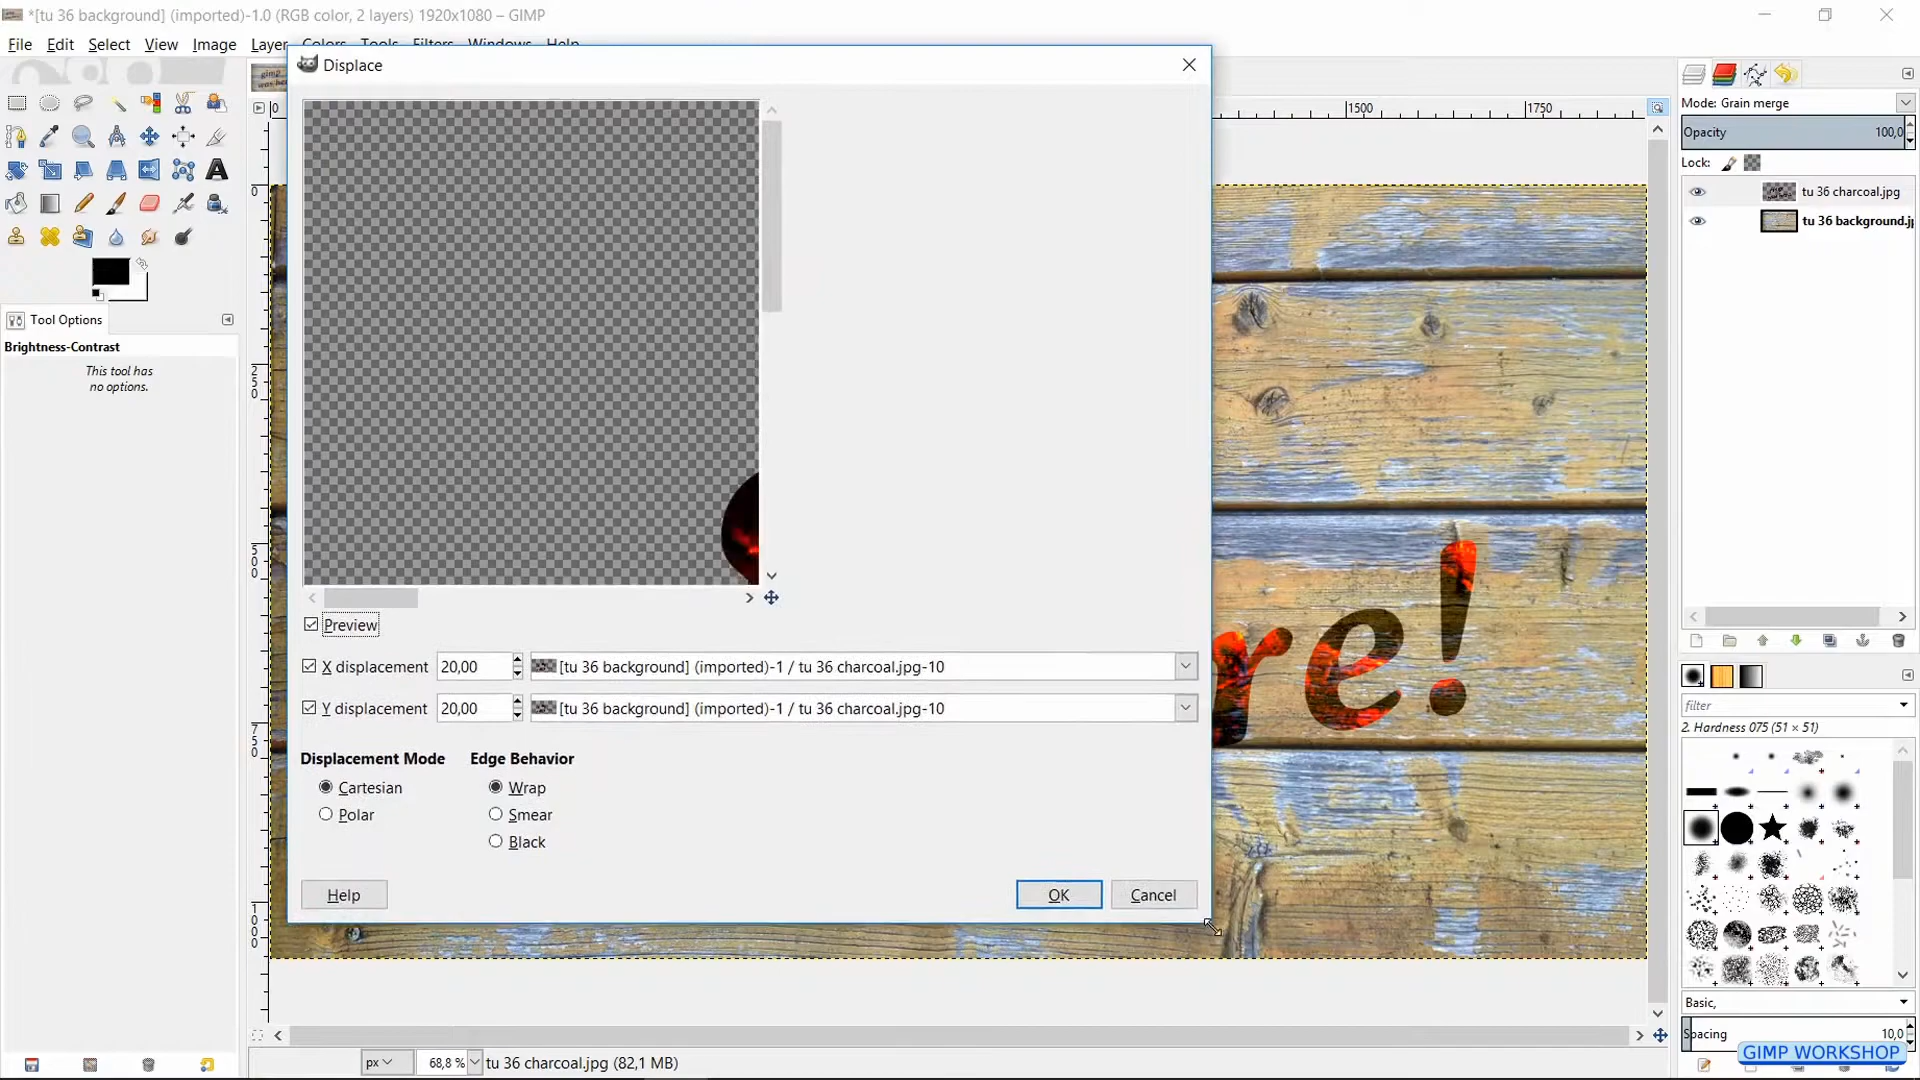 *[tu 36 background] (imported)-1.0 (RGB color, 2 layers) 1920x1080 – GIMP
File Edit Select View Image Layer Colors Tools Filters Windows Help
Displace
1500 1750
Mode: Grain merge
Opacity 100,0
Lock:
tu 36 charcoal.jpg
tu 36 background.j
Tool Options
Brightness-Contrast
This tool has
no options.
re!
Preview
X displacement 20,00 [tu 36 background] (imported)-1 / tu 36 charcoal.jpg-10
Y displacement 20,00 [tu 36 background] (imported)-1 / tu 36 charcoal.jpg-10
Displacement Mode Edge Behavior
Cartesian Wrap
Polar Smear
Black
Help OK Cancel
filter
2. Hardness 075 (51 × 51)
Basic,
Spacing 10,0
px 68,8 % tu 36 charcoal.jpg (82,1 MB)
GIMP WORKSHOP